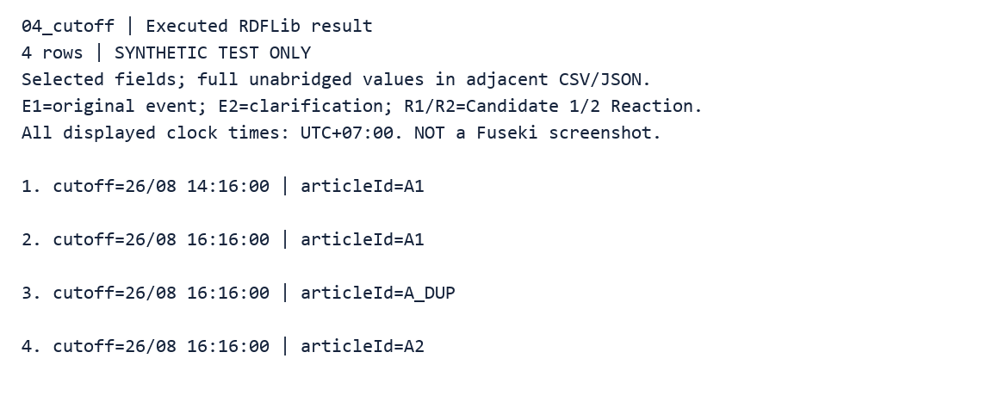 04_cutoff | Executed RDFLib result
4 rows | SYNTHETIC TEST ONLY
Selected fields; full unabridged values in adjacent CSV/JSON.
E1=original event; E2=clarification; R1/R2=Candidate 1/2 Reaction.
All displayed clock times: UTC+07:00. NOT a Fuseki screenshot.
1. cutoff=26/08 14:16:00 | articleId=A1
2. cutoff=26/08 16:16:00 | articleId=A1
3. cutoff=26/08 16:16:00 | articleId=A_DUP
4. cutoff=26/08 16:16:00 | articleId=A2